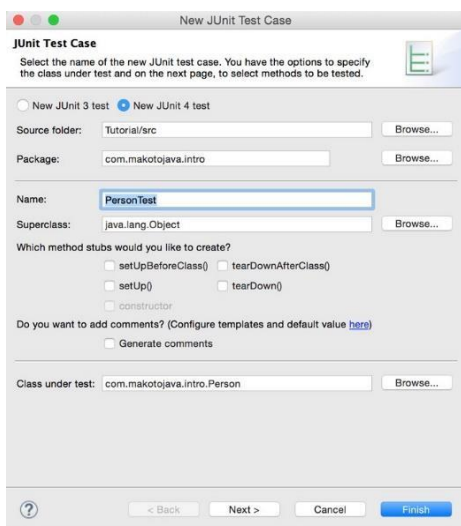 New JUnit Test Case
JUnit Test Case
Select the name of the new JUnit test case. You have the options to specify
the class under test and on the next page, to select methods to be tested.
New JUnit 3 test New JUnit 4 test
Source folder: Tutorial/src Browse...
Package: com.makotojava.intro Browse...
Name: PersonTest
Superclass: java.lang.Object Browse...
Which method stubs would you like to create?
setUpBeforeClass() tearDownAfterClass()
setUp() tearDown()
constructor
Do you want to add comments? (Configure templates and default value here)
Generate comments
Class under test: com.makotojava.intro.Person Browse...
? < Back Next > Cancel Finish